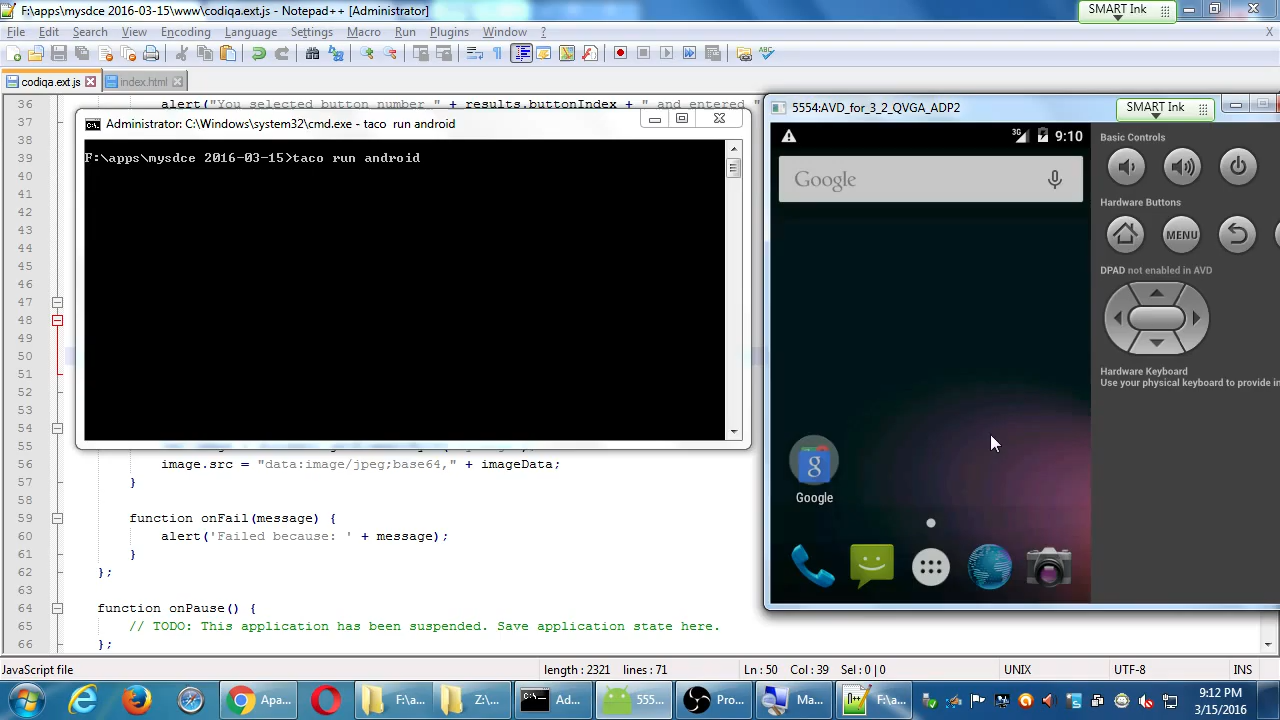 F:\apps\mysdce 2016-03-15\www\codiqa.ext.js - Notepad++ [Administrator]
SMART Ink
File Edit Search View Encoding Language Settings Macro Run Plugins Window ?
X
codiqa.ext.js
index.html
36 alert("You selected button number " + results.buttonIndex + " and entered "
37
38
39
40
41
42
43
44
45
46
47
48
49
50
51
52
53
54
55
56 image.src = "data:image/jpeg;base64," + imageData;
57 }
58
59 function onFail(message) {
60 alert('Failed because: ' + message);
61 }
62 };
63
64 function onPause() {
65 // TODO: This application has been suspended. Save application state here.
66 };
Administrator: C:\Windows\system32\cmd.exe - taco run android
F:\apps\mysdce 2016-03-15>taco run android
5554:AVD_for_3_2_QVGA_ADP2
SMART Ink
3G
9:10
Google
g
Google
Basic Controls
Hardware Buttons
MENU
DPAD not enabled in AVD
Hardware Keyboard
Use your physical keyboard to provide in
JavaScript file
length : 2321 lines : 71
Ln : 50 Col : 39 Sel : 0 | 0
UNIX
UTF-8
INS
Apa...
F:\a...
Z:\...
Ad...
555...
Pro...
Ma...
F:\a...
9:12 PM
3/15/2016